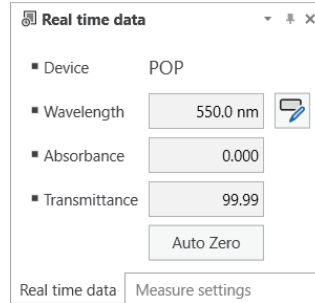 Real time data
Device POP
Wavelength 550.0 nm
Absorbance 0.000
Transmittance 99.99
Auto Zero
Real time data Measure settings